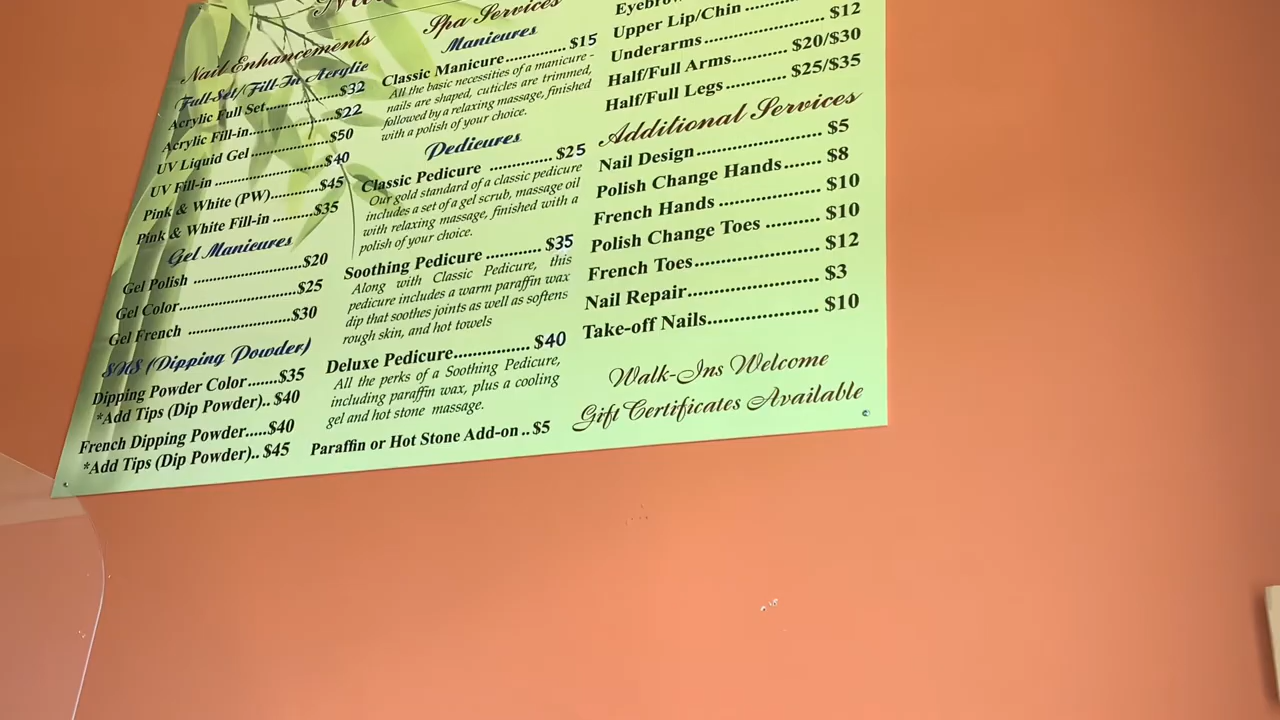 Nail Enhancements
Full-Set/Fill-In Acrylic
Acrylic Full Set..................$32
Acrylic Fill-in.....................$22
UV Liquid Gel....................$50
UV Fill-in ..........................$40
Pink & White (PW).............$45
Pink & White Fill-in .........$35
Gel Manicures
Gel Polish ..........................$20
Gel Color............................$25
Gel French .........................$30
SNS (Dipping Powder)
Dipping Powder Color.......$35
*Add Tips (Dip Powder).. $40
French Dipping Powder.....$40
*Add Tips (Dip Powder).. $45
Spa Services
Manicures
Classic Manicure................ $15
All the basic necessities of a manicure -
nails are shaped, cuticles are trimmed,
followed by a relaxing massage, finished
with a polish of your choice.
Pedicures
Classic Pedicure ................ $25
Our gold standard of a classic pedicure
includes a set of a gel scrub, massage oil
with relaxing massage, finished with a
polish of your choice.
Soothing Pedicure ........... $35
Along with Classic Pedicure, this
pedicure includes a warm paraffin wax
dip that soothes joints as well as softens
rough skin, and hot towels
Deluxe Pedicure................ $40
All the perks of a Soothing Pedicure,
including paraffin wax, plus a cooling
gel and hot stone massage.
Paraffin or Hot Stone Add-on .. $5
Upper Lip/Chin
Underarms........................ $12
Half/Full Arms........... $20/$30
Half/Full Legs ............ $25/$35
Additional Services
Nail Design........................ $5
Polish Change Hands....... $8
French Hands .................. $10
Polish Change Toes .......... $10
French Toes....................... $12
Nail Repair........................ $3
Take-off Nails.................... $10
Walk-Ins Welcome
Gift Certificates Available